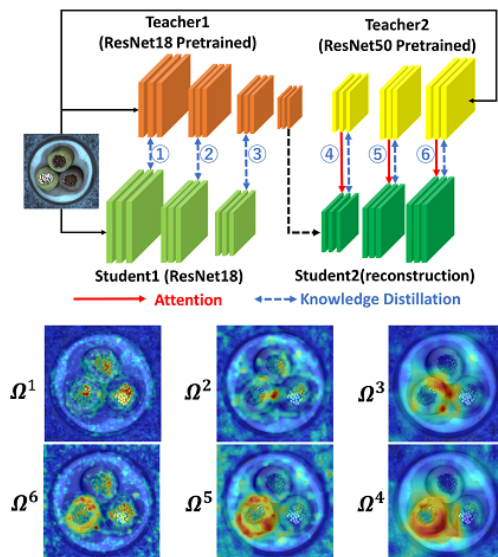 Teacher1
(ResNet18 Pretrained)
Teacher2
(ResNet50 Pretrained)
①
②
③
④
⑤
⑥
Student1 (ResNet18)
Student2(reconstruction)
Attention
Knowledge Distillation
Ω¹
Ω²
Ω³
Ω⁶
Ω⁵
Ω⁴